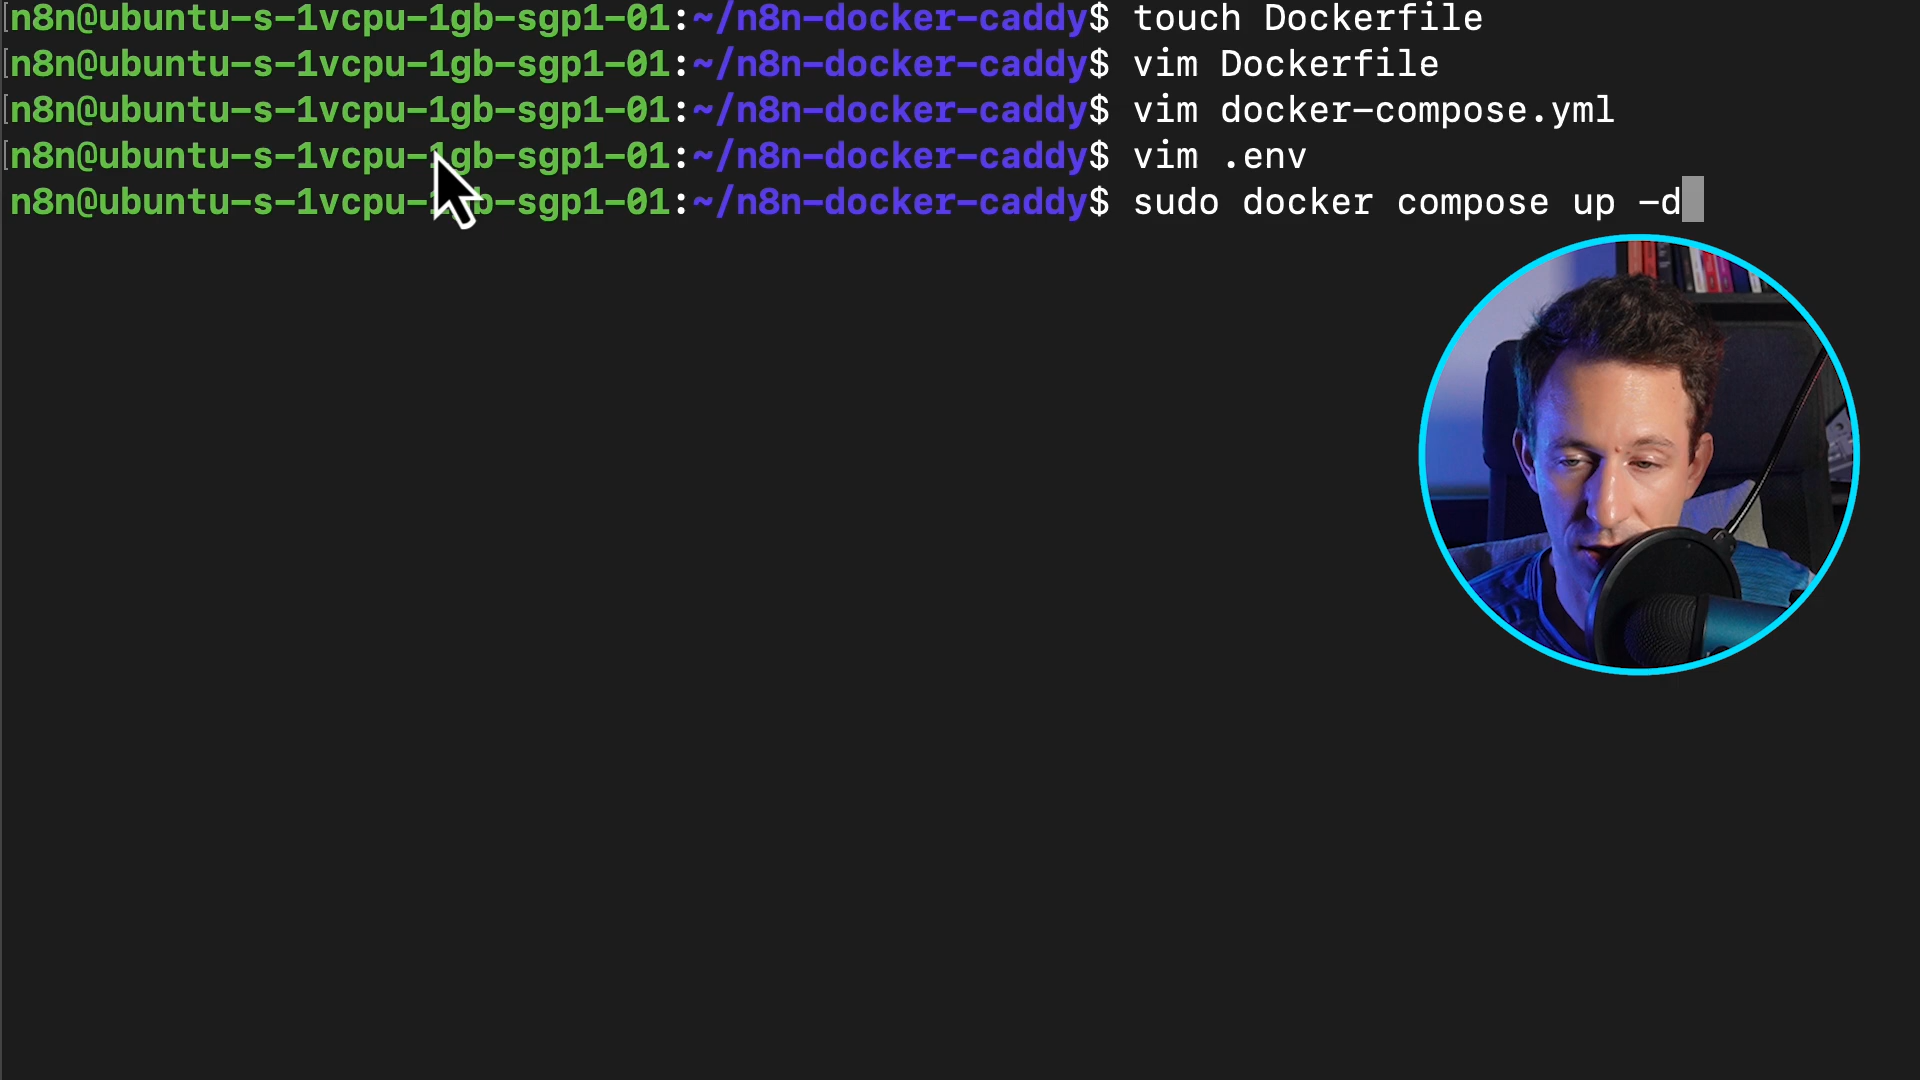 n8n@ubuntu-s-1vcpu-1gb-sgp1-01:~/n8n-docker-caddy$ touch Dockerfile
n8n@ubuntu-s-1vcpu-1gb-sgp1-01:~/n8n-docker-caddy$ vim Dockerfile
n8n@ubuntu-s-1vcpu-1gb-sgp1-01:~/n8n-docker-caddy$ vim docker-compose.yml
n8n@ubuntu-s-1vcpu-1gb-sgp1-01:~/n8n-docker-caddy$ vim .env
n8n@ubuntu-s-1vcpu-1gb-sgp1-01:~/n8n-docker-caddy$ sudo docker compose up -d